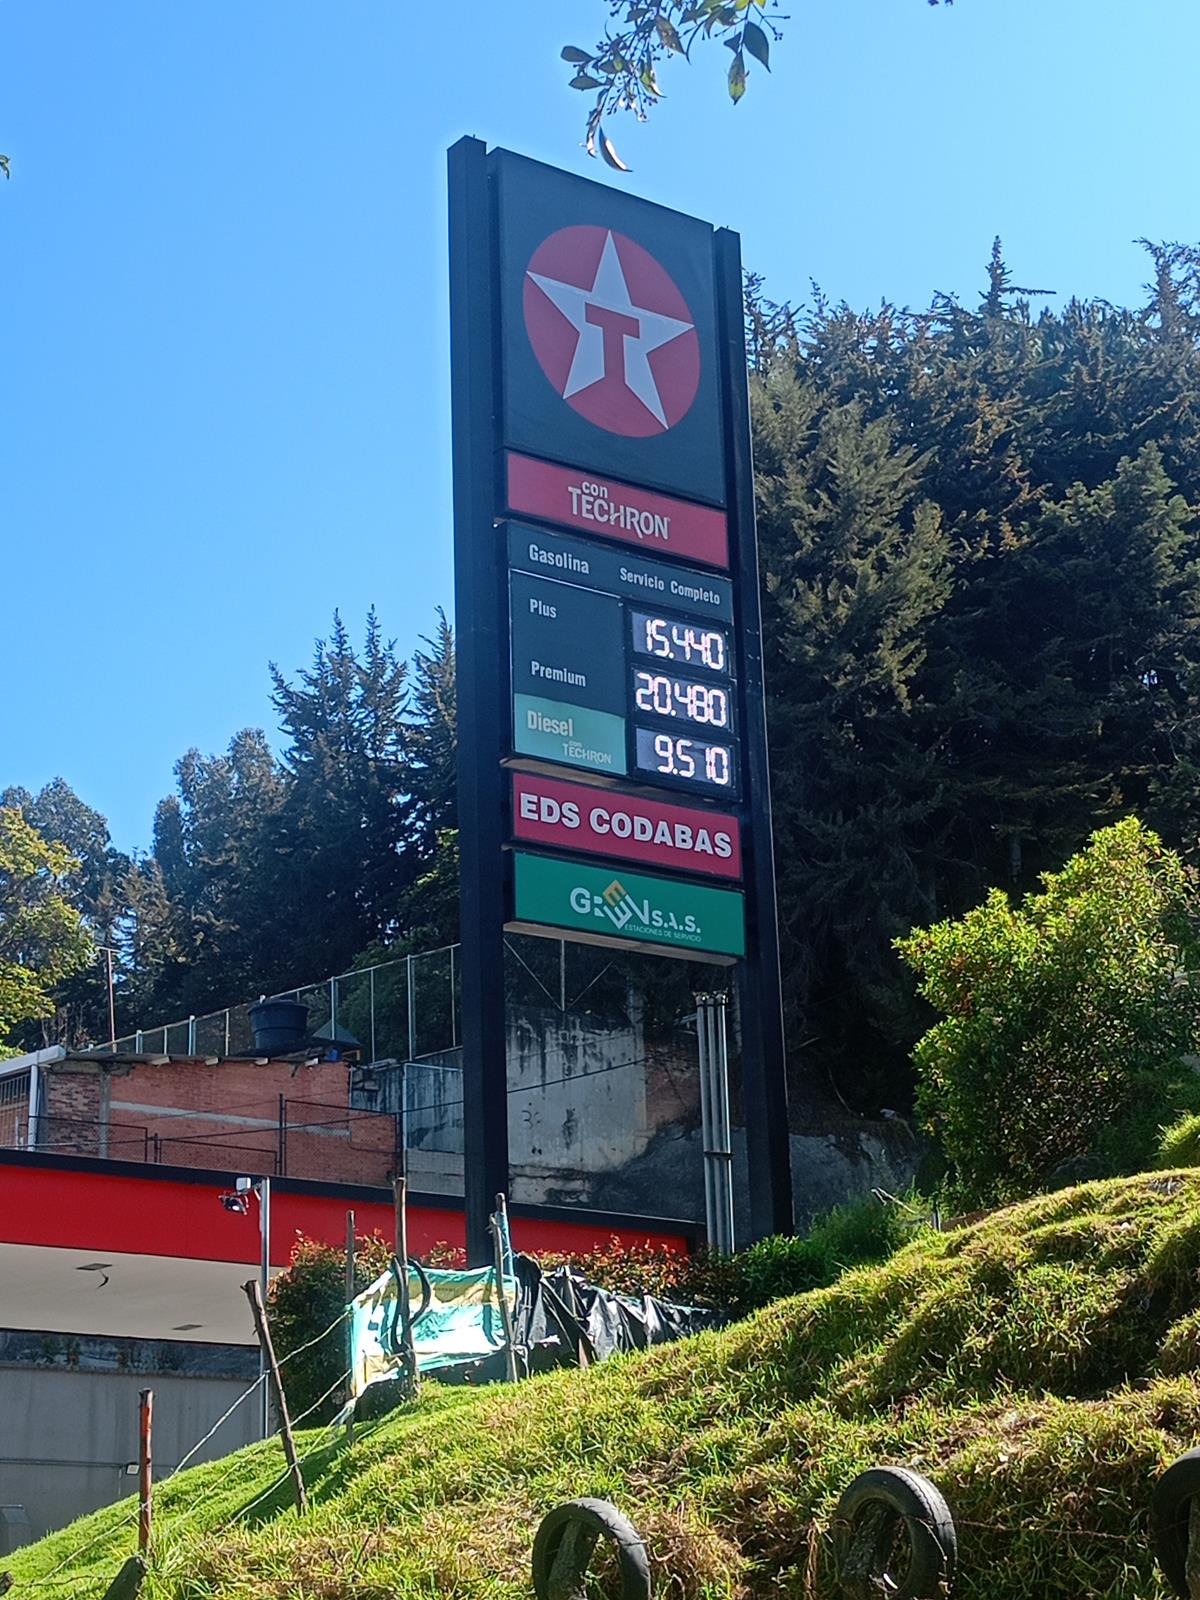 T
con
TECHRON
Gasolina Servicio Completo
Plus 15.440
Premium 20.480
Diesel 9.510
con
TECHRON
EDS CODABAS
GREEN S.A.S.
ESTACIONES DE SERVICIO